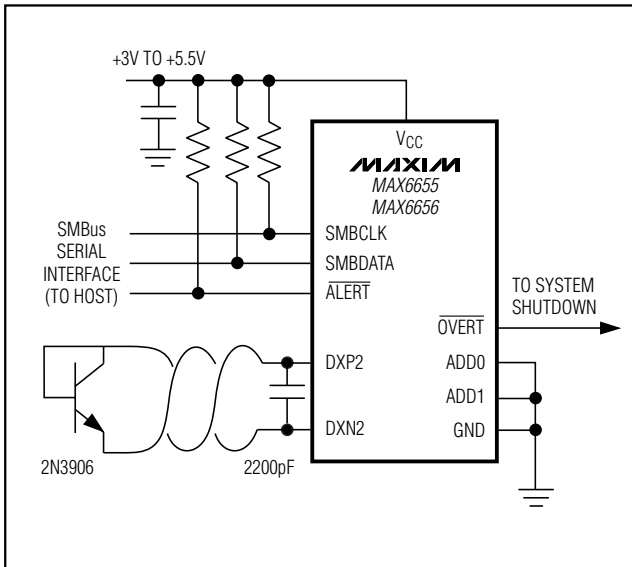 +3V TO +5.5V
VCC
MAXIM
MAX6655
MAX6656
SMBus
SERIAL
INTERFACE
(TO HOST)
SMBCLK
SMBDATA
ALERT
TO SYSTEM
SHUTDOWN
OVERT
DXP2
ADD0
ADD1
DXN2
GND
2N3906
2200pF